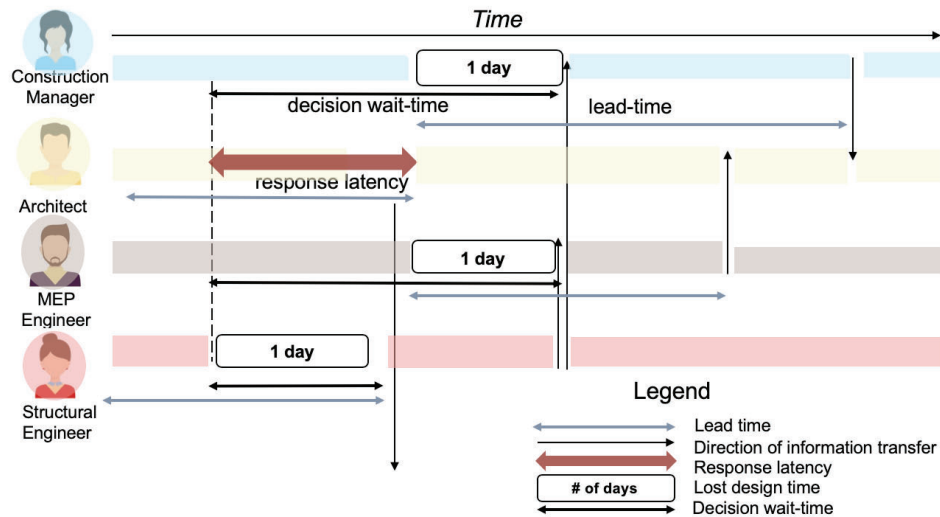 Time
1 day
Construction
Manager
decision wait-time
lead-time
response latency
Architect
1 day
MEP
Engineer
1 day
Structural
Engineer
Legend
Lead time
Direction of information transfer
Response latency
# of days
Lost design time
Decision wait-time